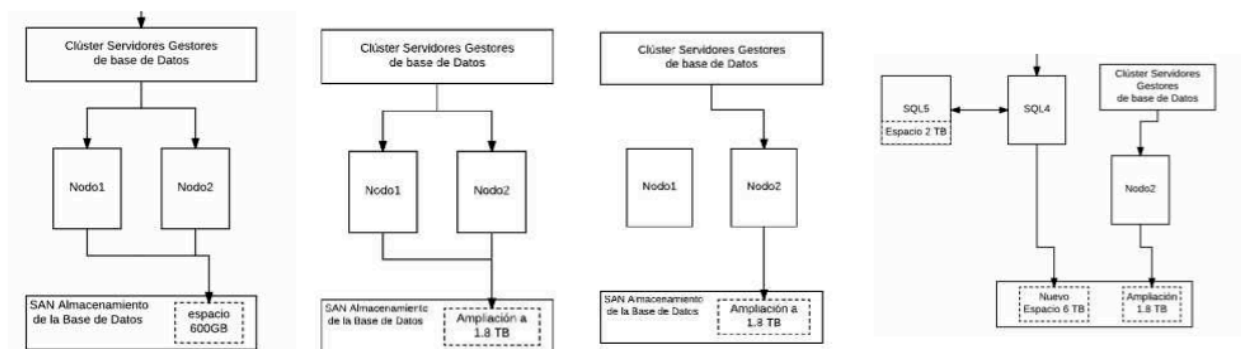 Clúster Servidores Gestores
de base de Datos
Nodo1
Nodo2
SAN Almacenamiento
de la Base de Datos
espacio
600GB
Clúster Servidores Gestores
de base de Datos
Nodo1
Nodo2
SAN Almacenamiento
de la Base de Datos
Ampliación a
1.8 TB
Clúster Servidores Gestores
de base de Datos
Nodo1
Nodo2
SAN Almacenamiento
de la Base de Datos
Ampliación a
1.8 TB
SQL5
Espacio 2 TB
SQL4
Clúster Servidores
Gestores
de base de Datos
Nodo2
Nuevo
Espacio 6 TB
Ampliación
1.8 TB